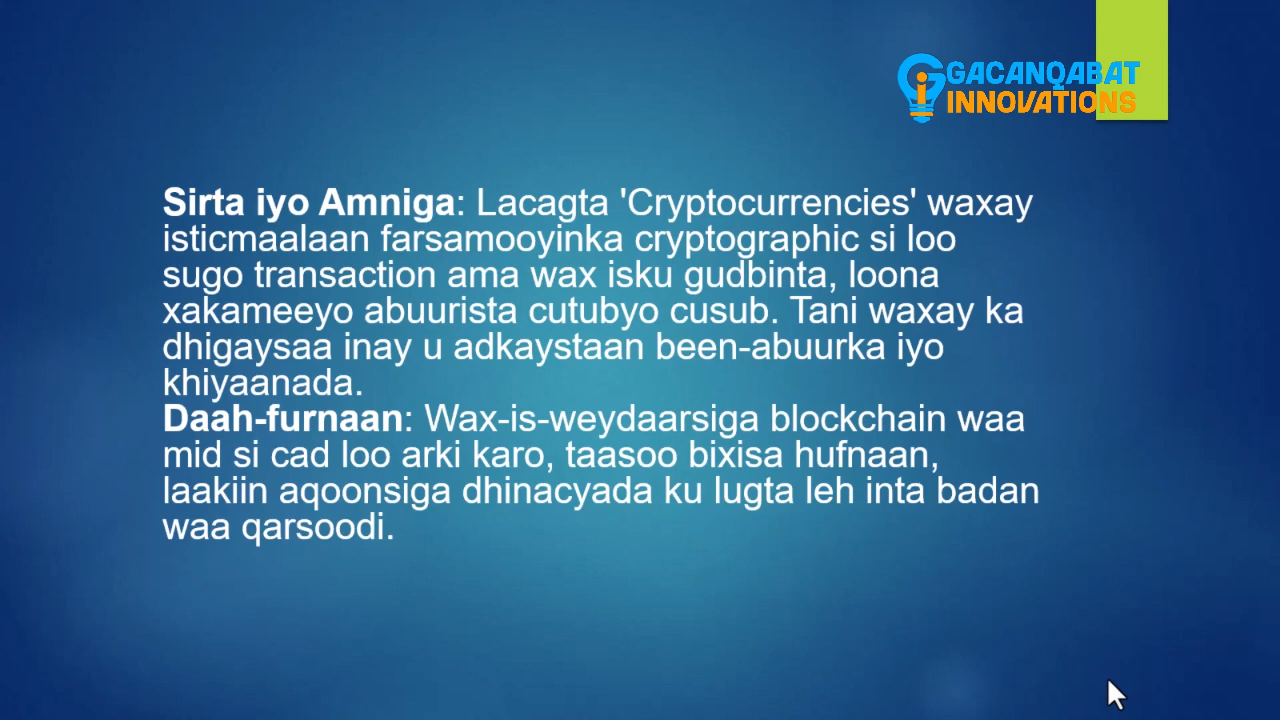 GACANQABAT
INNOVATIONS
Sirta iyo Amniga: Lacagta 'Cryptocurrencies' waxay
isticmaalaan farsamooyinka cryptographic si loo
sugo transaction ama wax isku gudbinta, loona
xakameeyo abuurista cutubyo cusub. Tani waxay ka
dhigaysaa inay u adkaystaan been-abuurka iyo
khiyaanada.
Daah-furnaan: Wax-is-weydaarsiga blockchain waa
mid si cad loo arki karo, taasoo bixisa hufnaan,
laakiin aqoonsiga dhinacyada ku lugta leh inta badan
waa qarsoodi.